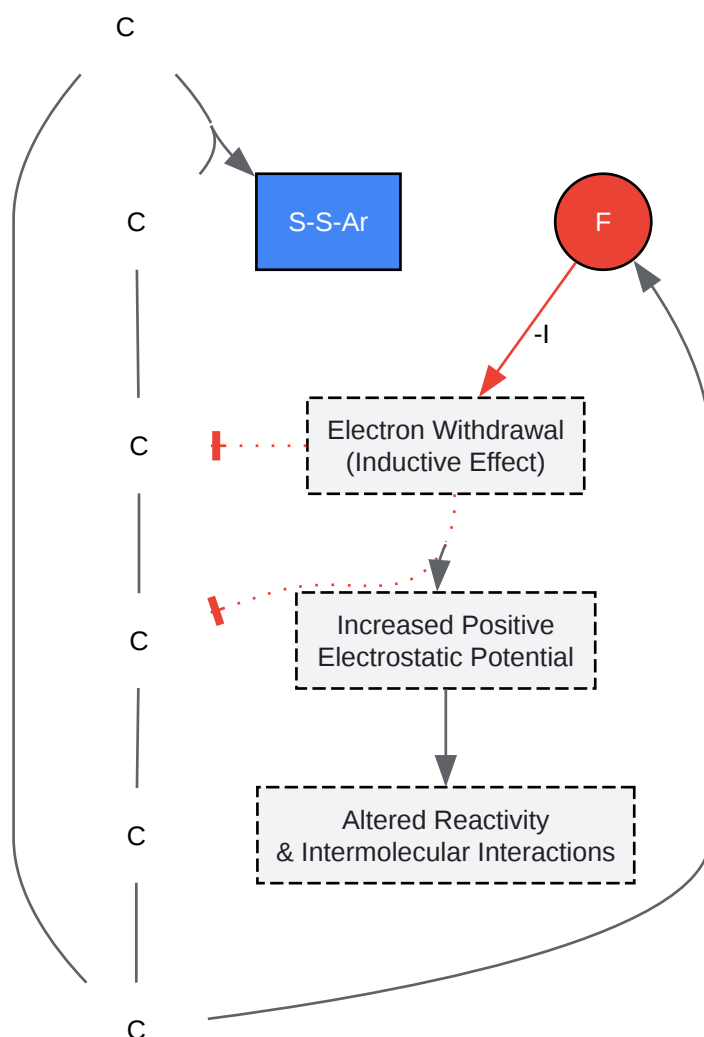 C
C
S-S-Ar
F
-I
C
Electron Withdrawal
(Inductive Effect)
C
Increased Positive
Electrostatic Potential
C
Altered Reactivity
& Intermolecular Interactions
C